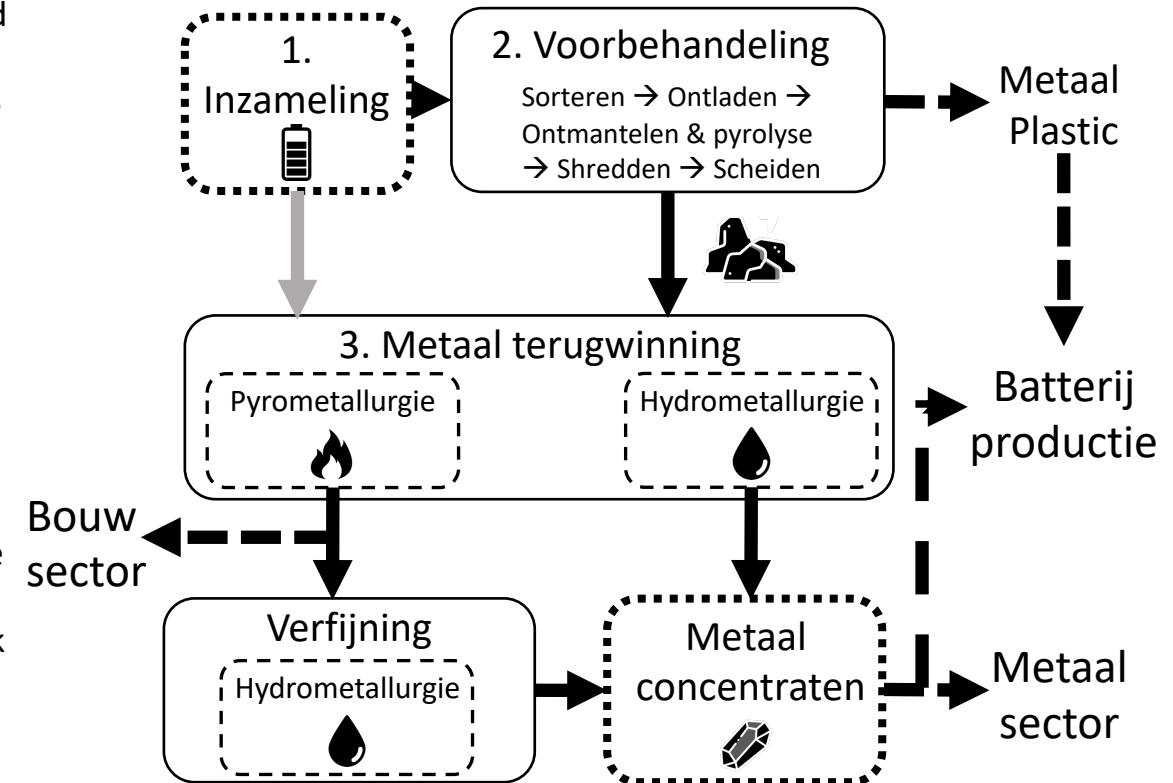 1.
Inzameling
2. Voorbehandeling
Sorteren → Ontladen →
Ontmantelen & pyrolyse
→ Shredden → Scheiden
Metaal
Plastic
3. Metaal terugwinning
Pyrometallurgie
Hydrometallurgie
Batterij
productie
Bouw
sector
Verfijning
Hydrometallurgie
Metaal
concentraten
Metaal
sector